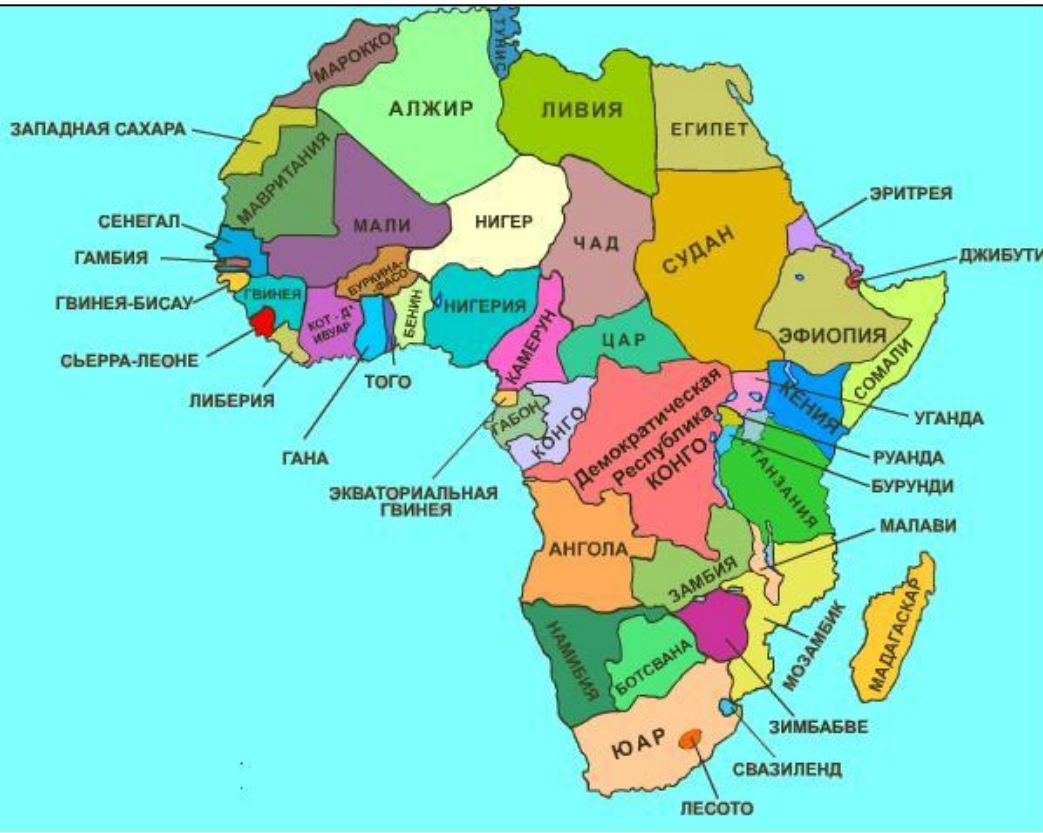 ТУНИС
МАРОККО
АЛЖИР
ЛИВИЯ
ЕГИПЕТ
ЗАПАДНАЯ САХАРА
МАВРИТАНИЯ
МАЛИ
НИГЕР
ЧАД
СУДАН
ЭРИТРЕЯ
СЕНЕГАЛ
ГАМБИЯ
ДЖИБУТИ
БУРКИНА-
ФАСО
ГВИНЕЯ-БИСАУ
ГВИНЕЯ
КОТ - Д'
ИВУАР
БЕНИН
НИГЕРИЯ
КАМЕРУН
ЦАР
ЭФИОПИЯ
СОМАЛИ
СЬЕРРА-ЛЕОНЕ
ЛИБЕРИЯ
ТОГО
ГАНА
ГАБОН
КОНГО
Демократическая
Республика
КОНГО
КЕНИЯ
УГАНДА
РУАНДА
БУРУНДИ
ТАНЗАНИЯ
ЭКВАТОРИАЛЬНАЯ
ГВИНЕЯ
МАЛАВИ
АНГОЛА
ЗАМБИЯ
МОЗАМБИК
МАДАГАСКАР
НАМИБИЯ
БОТСВАНА
ЗИМБАБВЕ
ЮАР
СВАЗИЛЕНД
ЛЕСОТО